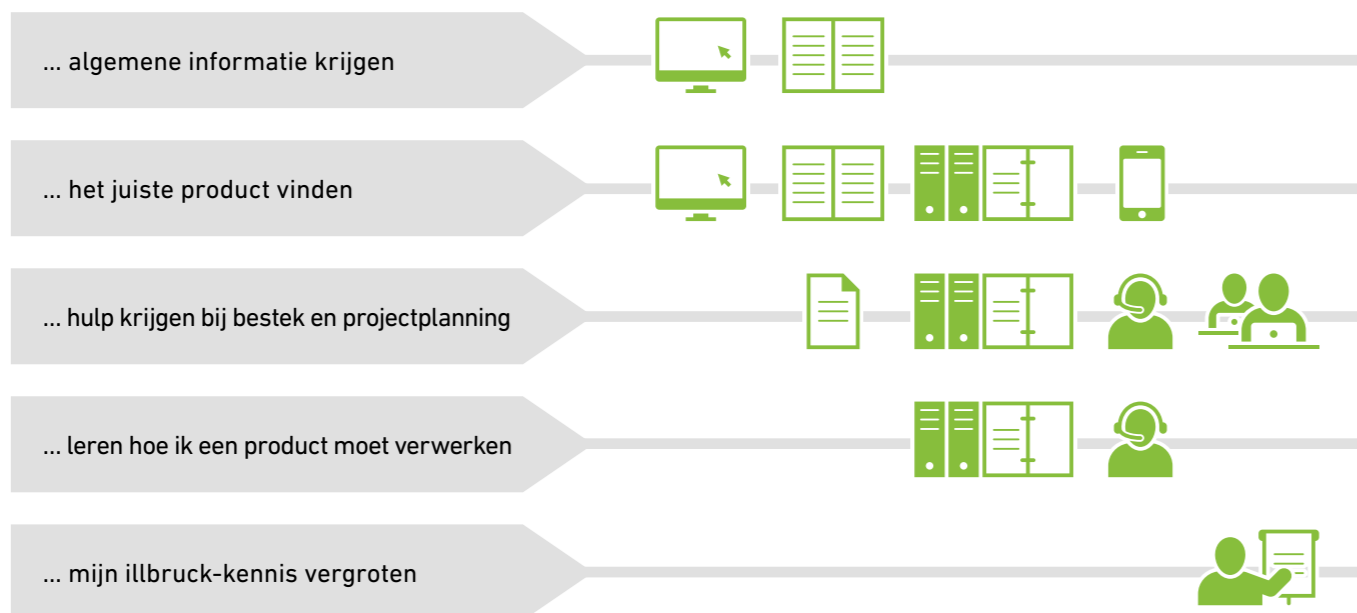 ... algemene informatie krijgen
... het juiste product vinden
... hulp krijgen bij bestek en projectplanning
... leren hoe ik een product moet verwerken
... mijn illbruck-kennis vergroten